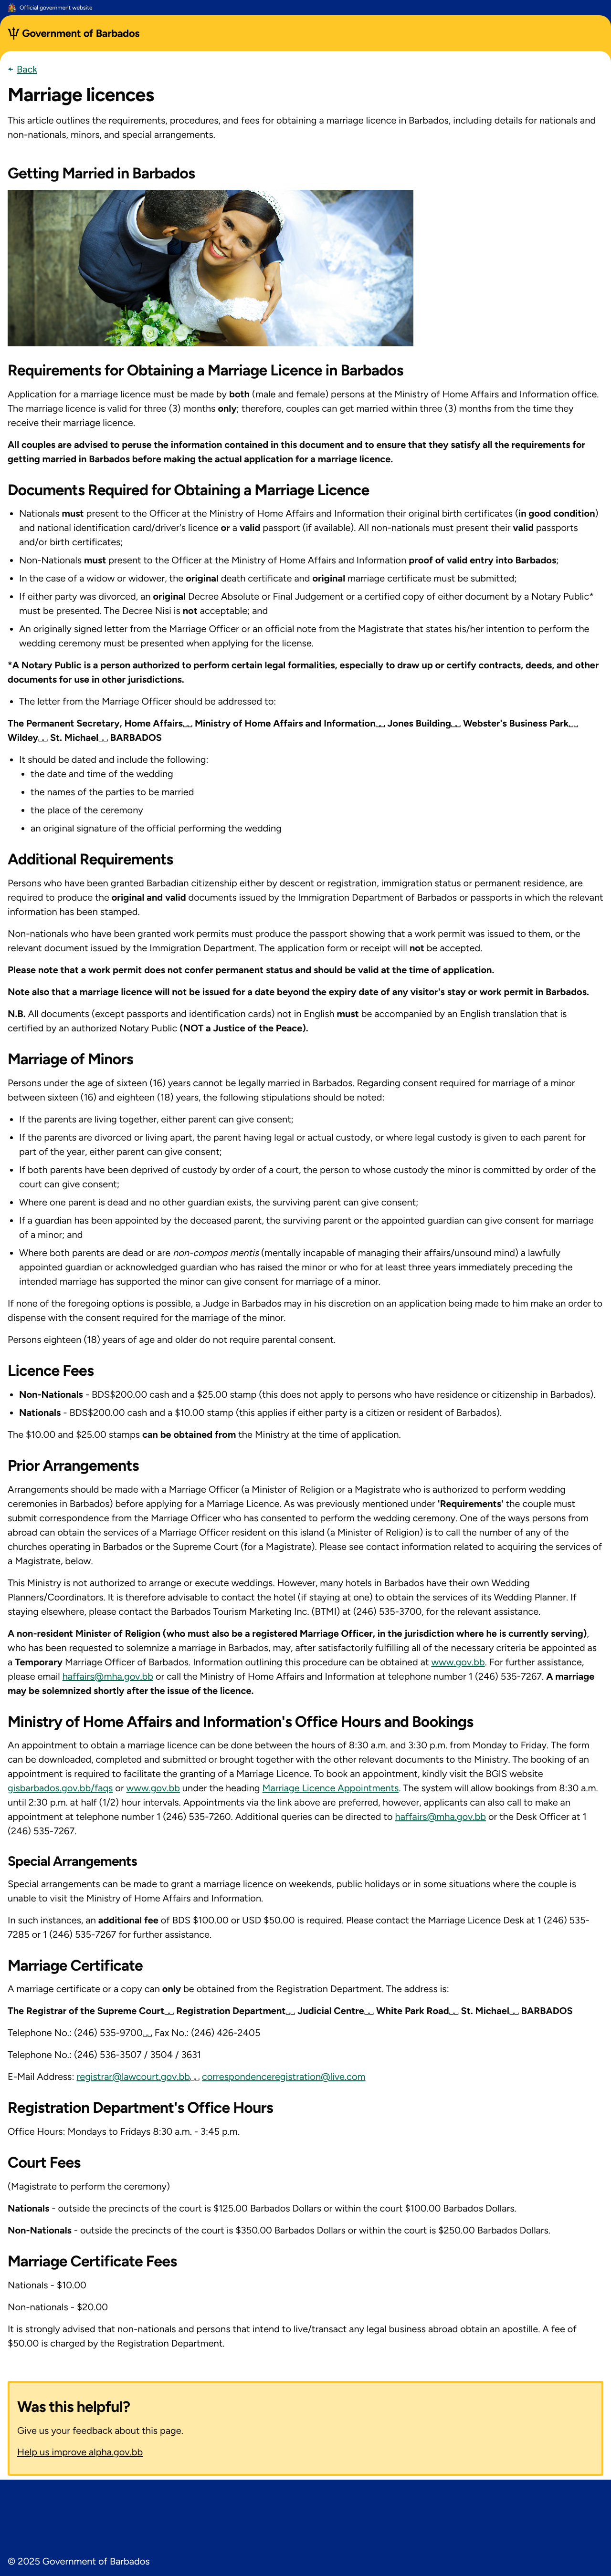 Official government website
Government of Barbados
← Back
Marriage licences
This article outlines the requirements, procedures, and fees for obtaining a marriage licence in Barbados, including details for nationals and
non-nationals, minors, and special arrangements.
Getting Married in Barbados
Requirements for Obtaining a Marriage Licence in Barbados
Application for a marriage licence must be made by both (male and female) persons at the Ministry of Home Affairs and Information office.
The marriage licence is valid for three (3) months only; therefore, couples can get married within three (3) months from the time they
receive their marriage licence.
All couples are advised to peruse the information contained in this document and to ensure that they satisfy all the requirements for
getting married in Barbados before making the actual application for a marriage licence.
Documents Required for Obtaining a Marriage Licence
• Nationals must present to the Officer at the Ministry of Home Affairs and Information their original birth certificates (in good condition)
and national identification card/driver's licence or a valid passport (if available). All non-nationals must present their valid passports
and/or birth certificates;
• Non-Nationals must present to the Officer at the Ministry of Home Affairs and Information proof of valid entry into Barbados;
• In the case of a widow or widower, the original death certificate and original marriage certificate must be submitted;
• If either party was divorced, an original Decree Absolute or Final Judgement or a certified copy of either document by a Notary Public*
must be presented. The Decree Nisi is not acceptable; and
• An originally signed letter from the Marriage Officer or an official note from the Magistrate that states his/her intention to perform the
wedding ceremony must be presented when applying for the license.
*A Notary Public is a person authorized to perform certain legal formalities, especially to draw up or certify contracts, deeds, and other
documents for use in other jurisdictions.
• The letter from the Marriage Officer should be addressed to:
The Permanent Secretary, Home Affairs,,, Ministry of Home Affairs and Information,,, Jones Building,,, Webster's Business Park,,,
Wildey,,, St. Michael,,, BARBADOS
• It should be dated and include the following:
• the date and time of the wedding
• the names of the parties to be married
• the place of the ceremony
• an original signature of the official performing the wedding
Additional Requirements
Persons who have been granted Barbadian citizenship either by descent or registration, immigration status or permanent residence, are
required to produce the original and valid documents issued by the Immigration Department of Barbados or passports in which the relevant
information has been stamped.
Non-nationals who have been granted work permits must produce the passport showing that a work permit was issued to them, or the
relevant document issued by the Immigration Department. The application form or receipt will not be accepted.
Please note that a work permit does not confer permanent status and should be valid at the time of application.
Note also that a marriage licence will not be issued for a date beyond the expiry date of any visitor's stay or work permit in Barbados.
N.B. All documents (except passports and identification cards) not in English must be accompanied by an English translation that is
certified by an authorized Notary Public (NOT a Justice of the Peace).
Marriage of Minors
Persons under the age of sixteen (16) years cannot be legally married in Barbados. Regarding consent required for marriage of a minor
between sixteen (16) and eighteen (18) years, the following stipulations should be noted:
• If the parents are living together, either parent can give consent;
• If the parents are divorced or living apart, the parent having legal or actual custody, or where legal custody is given to each parent for
part of the year, either parent can give consent;
• If both parents have been deprived of custody by order of a court, the person to whose custody the minor is committed by order of the
court can give consent;
• Where one parent is dead and no other guardian exists, the surviving parent can give consent;
• If a guardian has been appointed by the deceased parent, the surviving parent or the appointed guardian can give consent for marriage
of a minor; and
• Where both parents are dead or are non-compos mentis (mentally incapable of managing their affairs/unsound mind) a lawfully
appointed guardian or acknowledged guardian who has raised the minor or who for at least three years immediately preceding the
intended marriage has supported the minor can give consent for marriage of a minor.
If none of the foregoing options is possible, a Judge in Barbados may in his discretion on an application being made to him make an order to
dispense with the consent required for the marriage of the minor.
Persons eighteen (18) years of age and older do not require parental consent.
Licence Fees
• Non-Nationals - BDS$200.00 cash and a $25.00 stamp (this does not apply to persons who have residence or citizenship in Barbados).
• Nationals - BDS$200.00 cash and a $10.00 stamp (this applies if either party is a citizen or resident of Barbados).
The $10.00 and $25.00 stamps can be obtained from the Ministry at the time of application.
Prior Arrangements
Arrangements should be made with a Marriage Officer (a Minister of Religion or a Magistrate who is authorized to perform wedding
ceremonies in Barbados) before applying for a Marriage Licence. As was previously mentioned under 'Requirements' the couple must
submit correspondence from the Marriage Officer who has consented to perform the wedding ceremony. One of the ways persons from
abroad can obtain the services of a Marriage Officer resident on this island (a Minister of Religion) is to call the number of any of the
churches operating in Barbados or the Supreme Court (for a Magistrate). Please see contact information related to acquiring the services of
a Magistrate, below.
This Ministry is not authorized to arrange or execute weddings. However, many hotels in Barbados have their own Wedding
Planners/Coordinators. It is therefore advisable to contact the hotel (if staying at one) to obtain the services of its Wedding Planner. If
staying elsewhere, please contact the Barbados Tourism Marketing Inc. (BTMI) at (246) 535-3700, for the relevant assistance.
A non-resident Minister of Religion (who must also be a registered Marriage Officer, in the jurisdiction where he is currently serving),
who has been requested to solemnize a marriage in Barbados, may, after satisfactorily fulfilling all of the necessary criteria be appointed as
a Temporary Marriage Officer of Barbados. Information outlining this procedure can be obtained at www.gov.bb. For further assistance,
please email haffairs@mha.gov.bb or call the Ministry of Home Affairs and Information at telephone number 1 (246) 535-7267. A marriage
may be solemnized shortly after the issue of the licence.
Ministry of Home Affairs and Information's Office Hours and Bookings
An appointment to obtain a marriage licence can be done between the hours of 8:30 a.m. and 3:30 p.m. from Monday to Friday. The form
can be downloaded, completed and submitted or brought together with the other relevant documents to the Ministry. The booking of an
appointment is required to facilitate the granting of a Marriage Licence. To book an appointment, kindly visit the BGIS website
gisbarbados.gov.bb/faqs or www.gov.bb under the heading Marriage Licence Appointments. The system will allow bookings from 8:30 a.m.
until 2:30 p.m. at half (1/2) hour intervals. Appointments via the link above are preferred, however, applicants can also call to make an
appointment at telephone number 1 (246) 535-7260. Additional queries can be directed to haffairs@mha.gov.bb or the Desk Officer at 1
(246) 535-7267.
Special Arrangements
Special arrangements can be made to grant a marriage licence on weekends, public holidays or in some situations where the couple is
unable to visit the Ministry of Home Affairs and Information.
In such instances, an additional fee of BDS $100.00 or USD $50.00 is required. Please contact the Marriage Licence Desk at 1 (246) 535-
7285 or 1 (246) 535-7267 for further assistance.
Marriage Certificate
A marriage certificate or a copy can only be obtained from the Registration Department. The address is:
The Registrar of the Supreme Court,,, Registration Department,,, Judicial Centre,,, White Park Road,,, St. Michael,,, BARBADOS
Telephone No.: (246) 535-9700,,, Fax No.: (246) 426-2405
Telephone No.: (246) 536-3507 / 3504 / 3631
E-Mail Address: registrar@lawcourt.gov.bb,,, correspondenceregistration@live.com
Registration Department's Office Hours
Office Hours: Mondays to Fridays 8:30 a.m. - 3:45 p.m.
Court Fees
(Magistrate to perform the ceremony)
Nationals - outside the precincts of the court is $125.00 Barbados Dollars or within the court $100.00 Barbados Dollars.
Non-Nationals - outside the precincts of the court is $350.00 Barbados Dollars or within the court is $250.00 Barbados Dollars.
Marriage Certificate Fees
Nationals - $10.00
Non-nationals - $20.00
It is strongly advised that non-nationals and persons that intend to live/transact any legal business abroad obtain an apostille. A fee of
$50.00 is charged by the Registration Department.
Was this helpful?
Give us your feedback about this page.
Help us improve alpha.gov.bb
© 2025 Government of Barbados